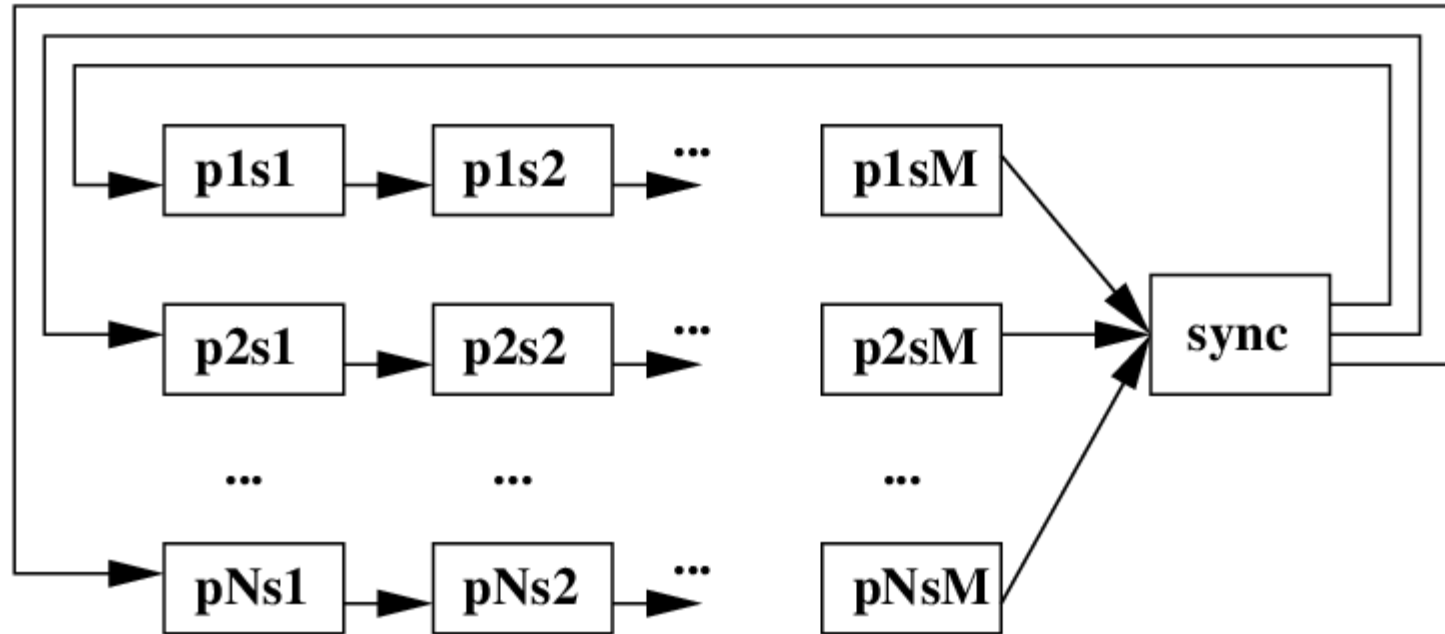 p1s1 p1s2 ... p1sM
p2s1 p2s2 ... p2sM
sync
... ... ...
pNs1 pNs2 ... pNsM